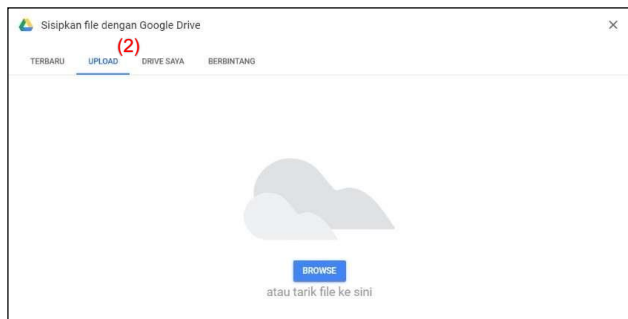 Sisipkan file dengan Google Drive
(2)
TERBARU UPLOAD DRIVE SAYA BERBINTANG
BROWSE
atau tarik file ke sini